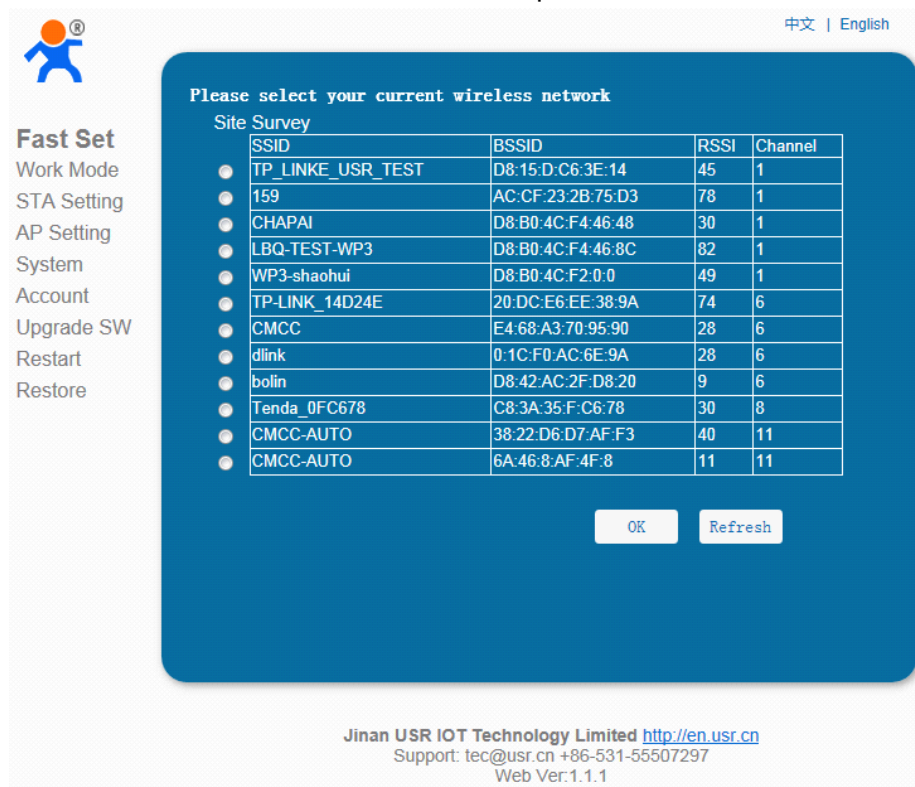 ®
中文 | English
Please select your current wireless network
Site Survey
Fast Set
Work Mode
STA Setting
AP Setting
System
Account
Upgrade SW
Restart
Restore
SSID BSSID RSSI Channel
TP_LINKE_USR_TEST D8:15:D:C6:3E:14 45 1
159 AC:CF:23:2B:75:D3 78 1
CHAPAI D8:B0:4C:F4:46:48 30 1
LBQ-TEST-WP3 D8:B0:4C:F4:46:8C 82 1
WP3-shaohui D8:B0:4C:F2:0:0 49 1
TP-LINK_14D24E 20:DC:E6:EE:38:9A 74 6
CMCC E4:68:A3:70:95:90 28 6
dlink 0:1C:F0:AC:6E:9A 28 6
bolin D8:42:AC:2F:D8:20 9 6
Tenda_0FC678 C8:3A:35:F:C6:78 30 8
CMCC-AUTO 38:22:D6:D7:AF:F3 40 11
CMCC-AUTO 6A:46:8:AF:4F:8 11 11
OK Refresh
Jinan USR IOT Technology Limited http://en.usr.cn
Support: tec@usr.cn +86-531-55507297
Web Ver:1.1.1